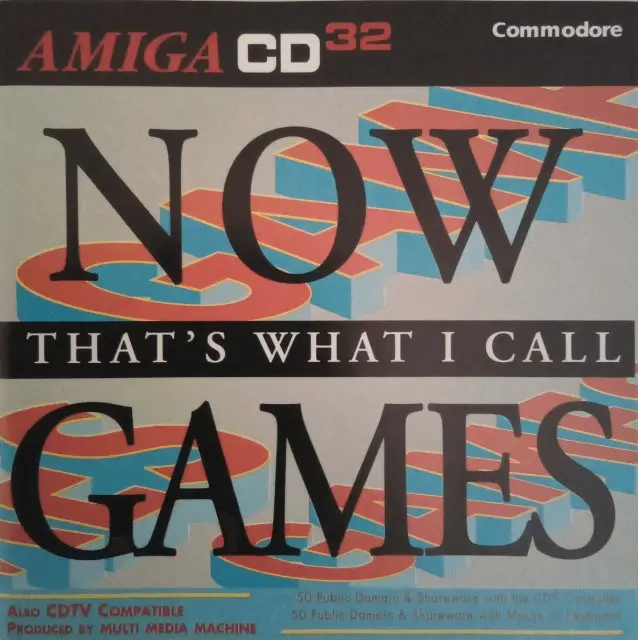 AMIGA CD32
Commodore
NOW
THAT'S WHAT I CALL
GAMES
50 Public Domain & Shareware with the CD³² Controller
50 Public Domain & Shareware with Mouse or Keyboard
ALSO CDTV COMPATIBLE
PRODUCED BY MULTI MEDIA MACHINE